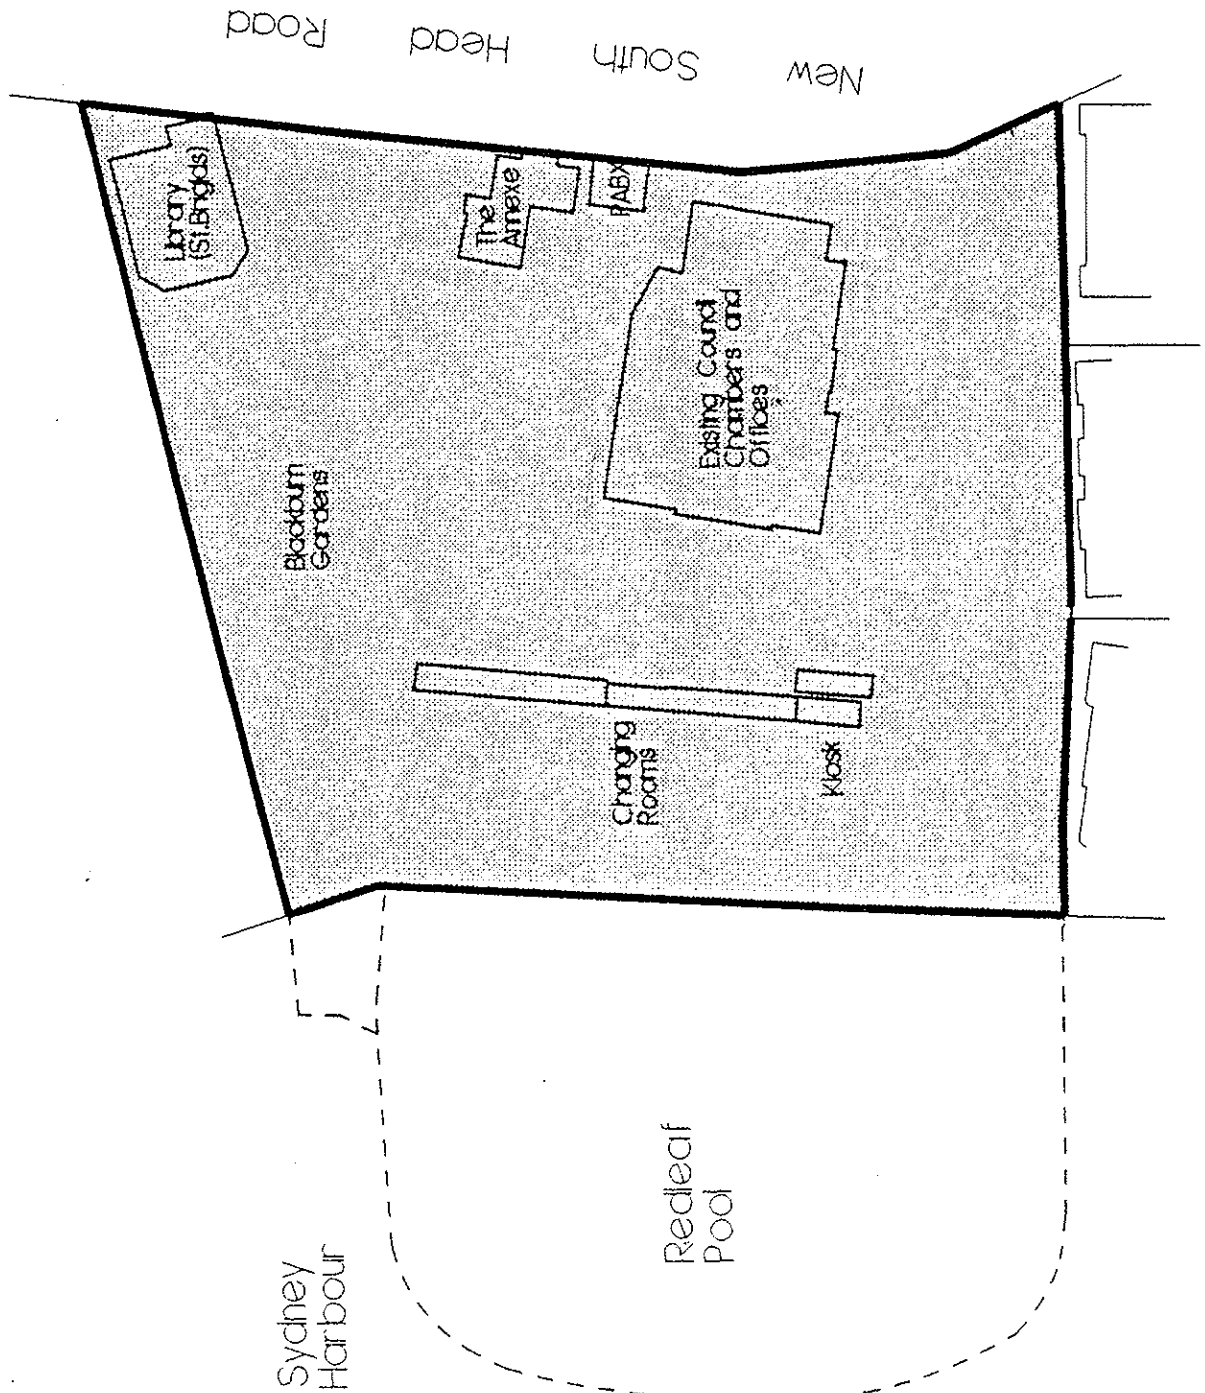 New South Head Road
Library
(St.Brigids)
The
Annexe
PABX
Existing Council
Chambers and
Offices
Blackburn
Gardens
Changing
Rooms
Kiosk
Redleaf
Pool
Sydney
Harbour